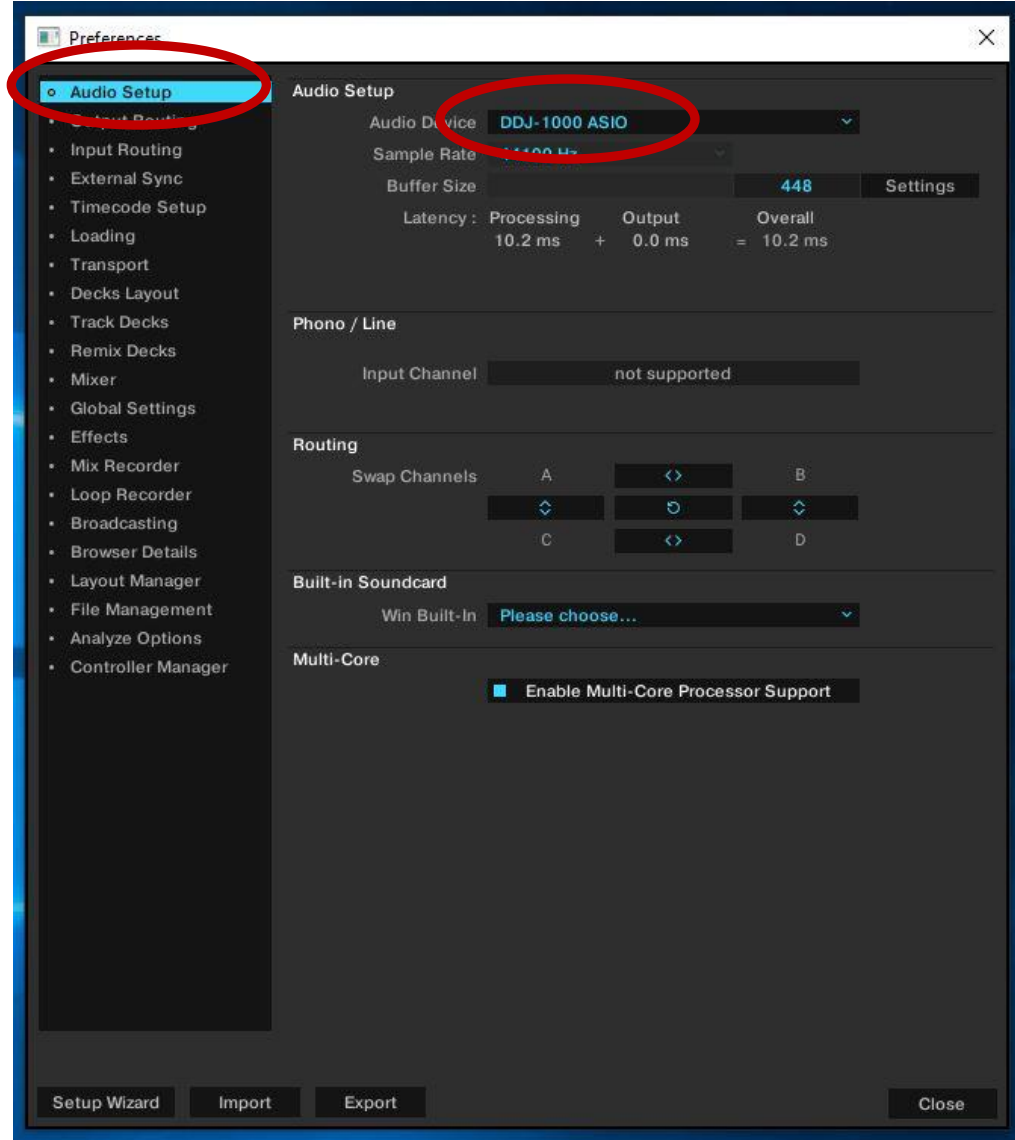 Preferences
Audio Setup
Output Routing
Input Routing
External Sync
Timecode Setup
Loading
Transport
Decks Layout
Track Decks
Remix Decks
Mixer
Global Settings
Effects
Mix Recorder
Loop Recorder
Broadcasting
Browser Details
Layout Manager
File Management
Analyze Options
Controller Manager
Audio Setup
Audio Device DDJ-1000 ASIO
Sample Rate 44100 Hz
Buffer Size 448 Settings
Latency : Processing Output Overall
10.2 ms + 0.0 ms = 10.2 ms
Phono / Line
Input Channel not supported
Routing
Swap Channels A <> B
C <> D
Built-in Soundcard
Win Built-In Please choose...
Multi-Core
Enable Multi-Core Processor Support
Setup Wizard Import Export Close